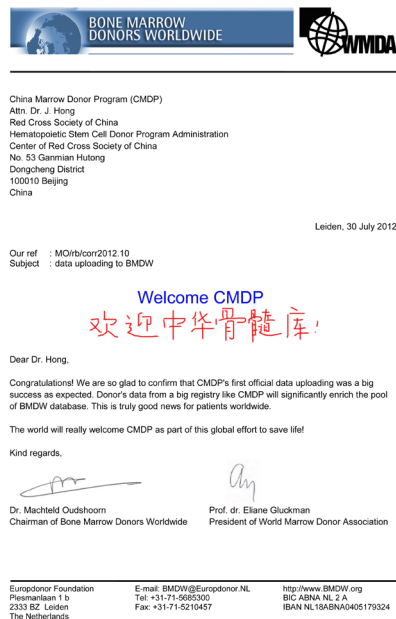 BONE MARROW
DONORS WORLDWIDE
WMDA
China Marrow Donor Program (CMDP)
Attn. Dr. J. Hong
Red Cross Society of China
Hematopoietic Stem Cell Donor Program Administration
Center of Red Cross Society of China
No. 53 Ganmian Hutong
Dongcheng District
100010 Beijing
China
Leiden, 30 July 2012
Our ref : MO/rb/corr2012.10
Subject : data uploading to BMDW
Welcome CMDP
欢迎中华骨髓库!
Dear Dr. Hong,
Congratulations! We are so glad to confirm that CMDP's first official data uploading was a big
success as expected. Donor's data from a big registry like CMDP will significantly enrich the pool
of BMDW database. This is truly good news for patients worldwide.
The world will really welcome CMDP as part of this global effort to save life!
Kind regards,
Dr. Machteld Oudshoorn
Chairman of Bone Marrow Donors Worldwide
Prof. dr. Eliane Gluckman
President of World Marrow Donor Association
Europdonor Foundation
Plesmanlaan 1 b
2333 BZ Leiden
The Netherlands
E-mail: BMDW@Europdonor.NL
Tel: +31-71-5685300
Fax: +31-71-5210457
http://www.BMDW.org
BIC ABNA NL 2 A
IBAN NL18ABNA0405179324